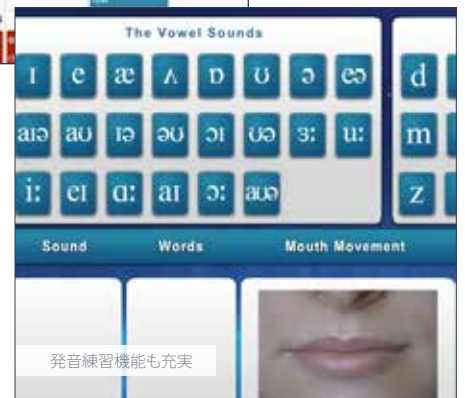 The Vowel Sounds
ɪ e æ ʌ ɒ ʊ ə eə d
aɪə aʊ ɪə əʊ ɔɪ ʊə ɜ: u: m
i: eɪ ɑ: aɪ ɔ: aʊə z
Sound Words Mouth Movement
発音練習機能も充実